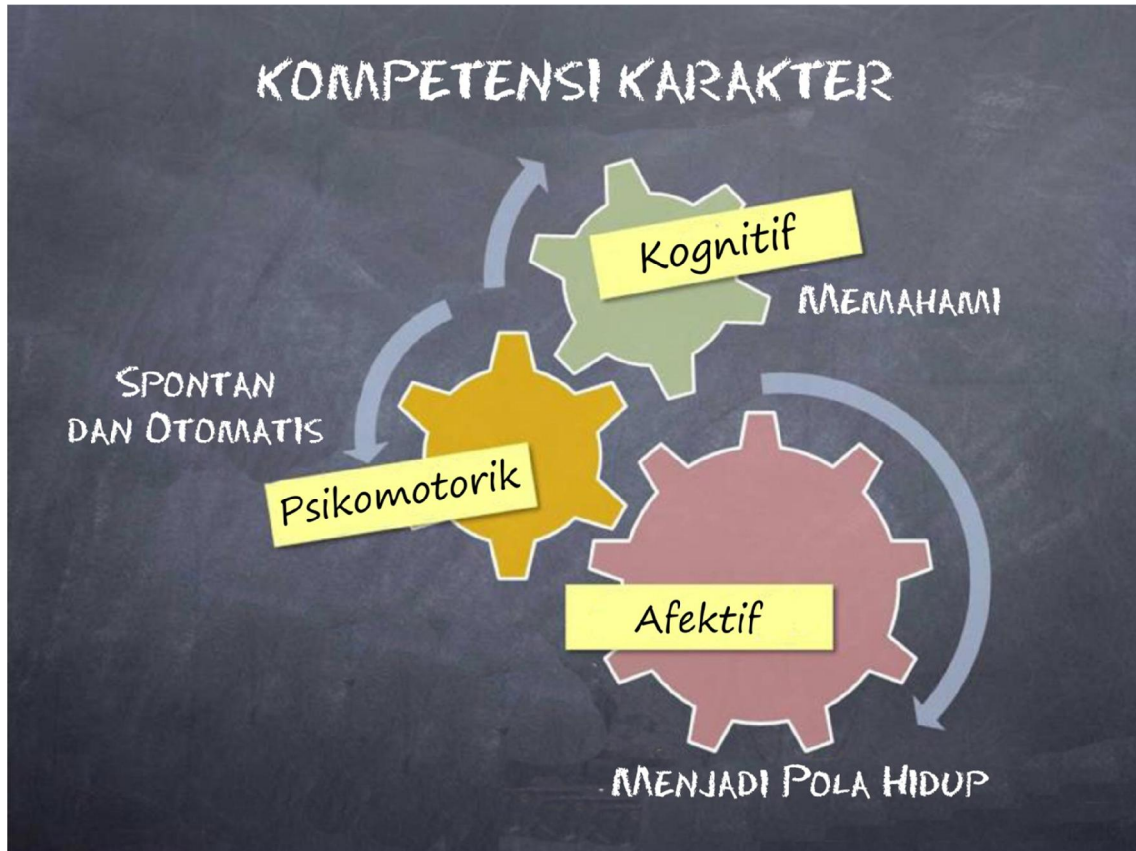 KOMPETENSI KARAKTER
Kognitif
MEMAHAMI
SPONTAN
DAN OTOMATIS
Psikomotorik
Afektif
MENJADI POLA HIDUP